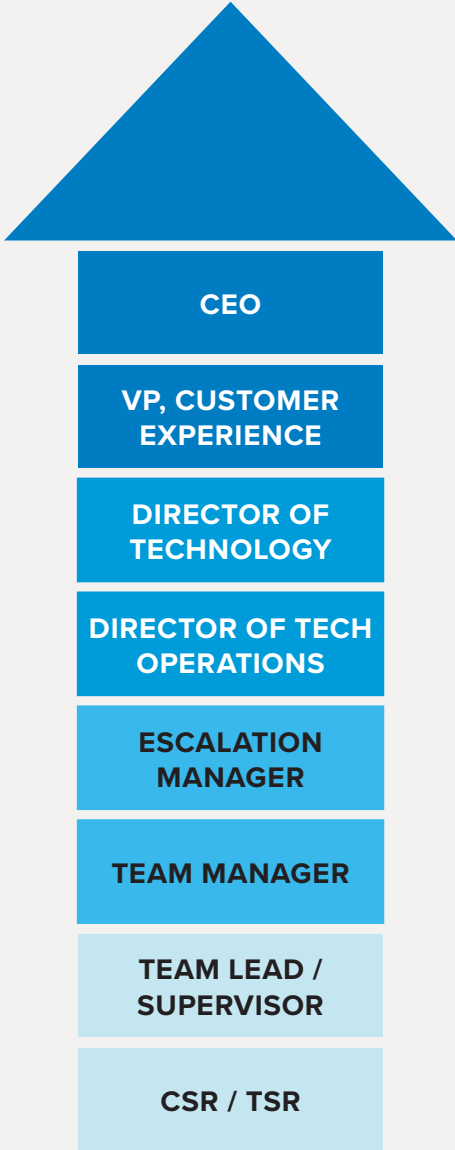 CEO
VP, CUSTOMER
EXPERIENCE
DIRECTOR OF
TECHNOLOGY
DIRECTOR OF TECH
OPERATIONS
ESCALATION
MANAGER
TEAM MANAGER
TEAM LEAD /
SUPERVISOR
CSR / TSR